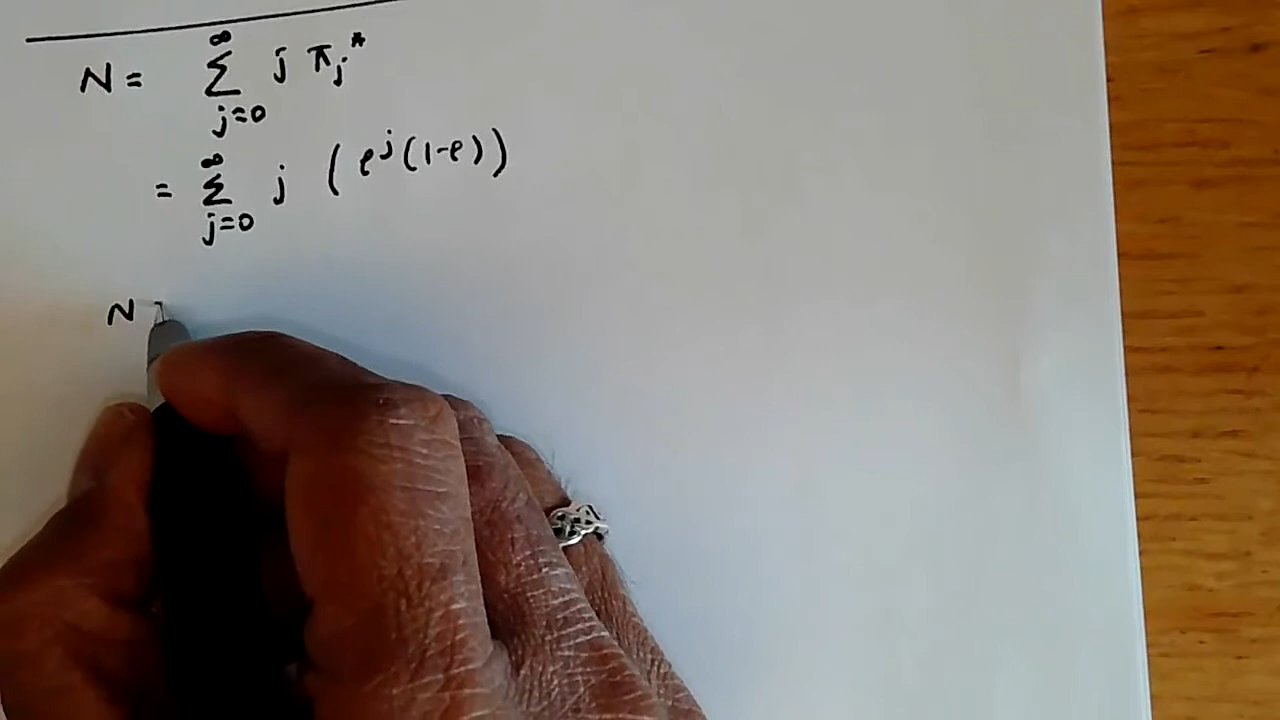 N = ∑_{j=0}^{∞} j π_j^*
= ∑_{j=0}^{∞} j (ρ^j(1-ρ))
N